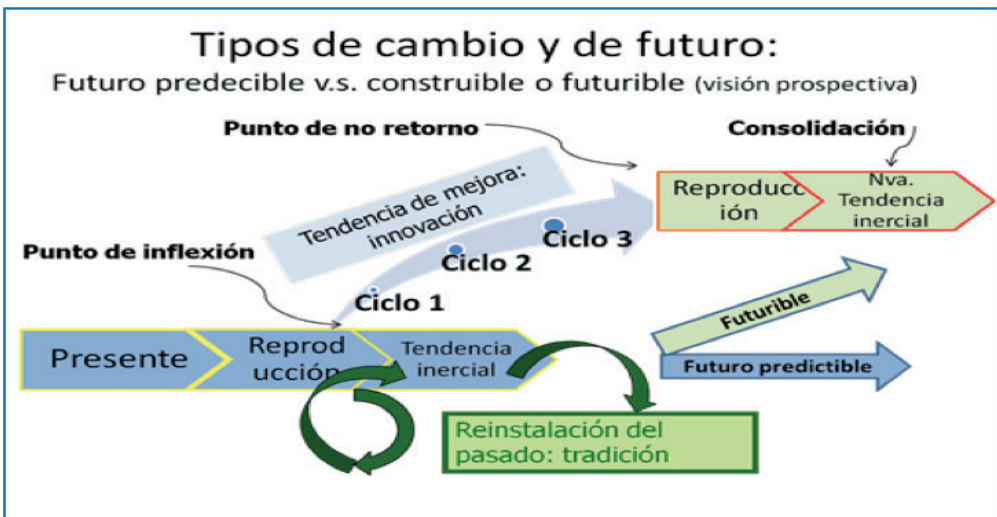 Tipos de cambio y de futuro:
Futuro predecible v.s. construible o futurible (visión prospectiva)
Punto de no retorno
Consolidación
Tendencia de mejora:
innovación
Reproducc
ión
Nva.
Tendencia
inercial
Punto de inflexión
Ciclo 3
Ciclo 2
Ciclo 1
Presente
Reprod
ucción
Tendencia
inercial
Futurible
Futuro predictible
Reinstalación del
pasado: tradición